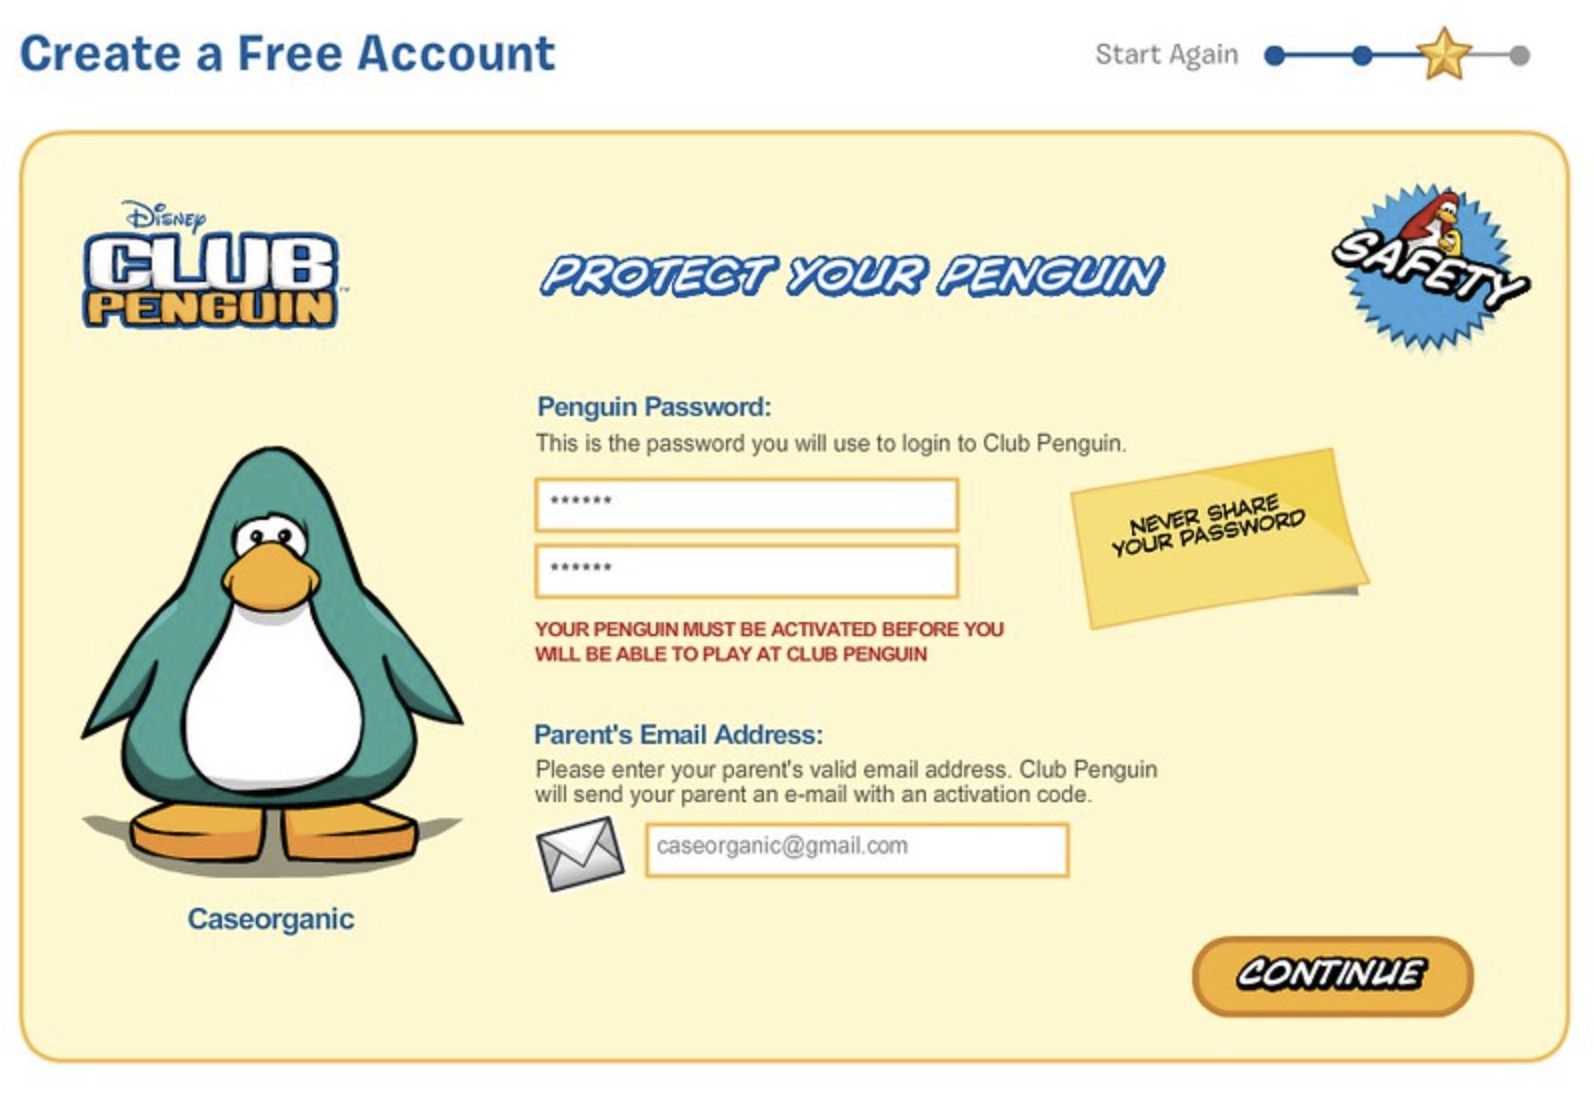 Create a Free Account
Start Again
Disney
CLUB
PENGUIN
™
PROTECT YOUR PENGUIN
SAFETY
Penguin Password:
This is the password you will use to login to Club Penguin.
******
******
NEVER SHARE
YOUR PASSWORD
YOUR PENGUIN MUST BE ACTIVATED BEFORE YOU
WILL BE ABLE TO PLAY AT CLUB PENGUIN
Parent's Email Address:
Please enter your parent's valid email address. Club Penguin
will send your parent an e-mail with an activation code.
caseorganic@gmail.com
Caseorganic
CONTINUE